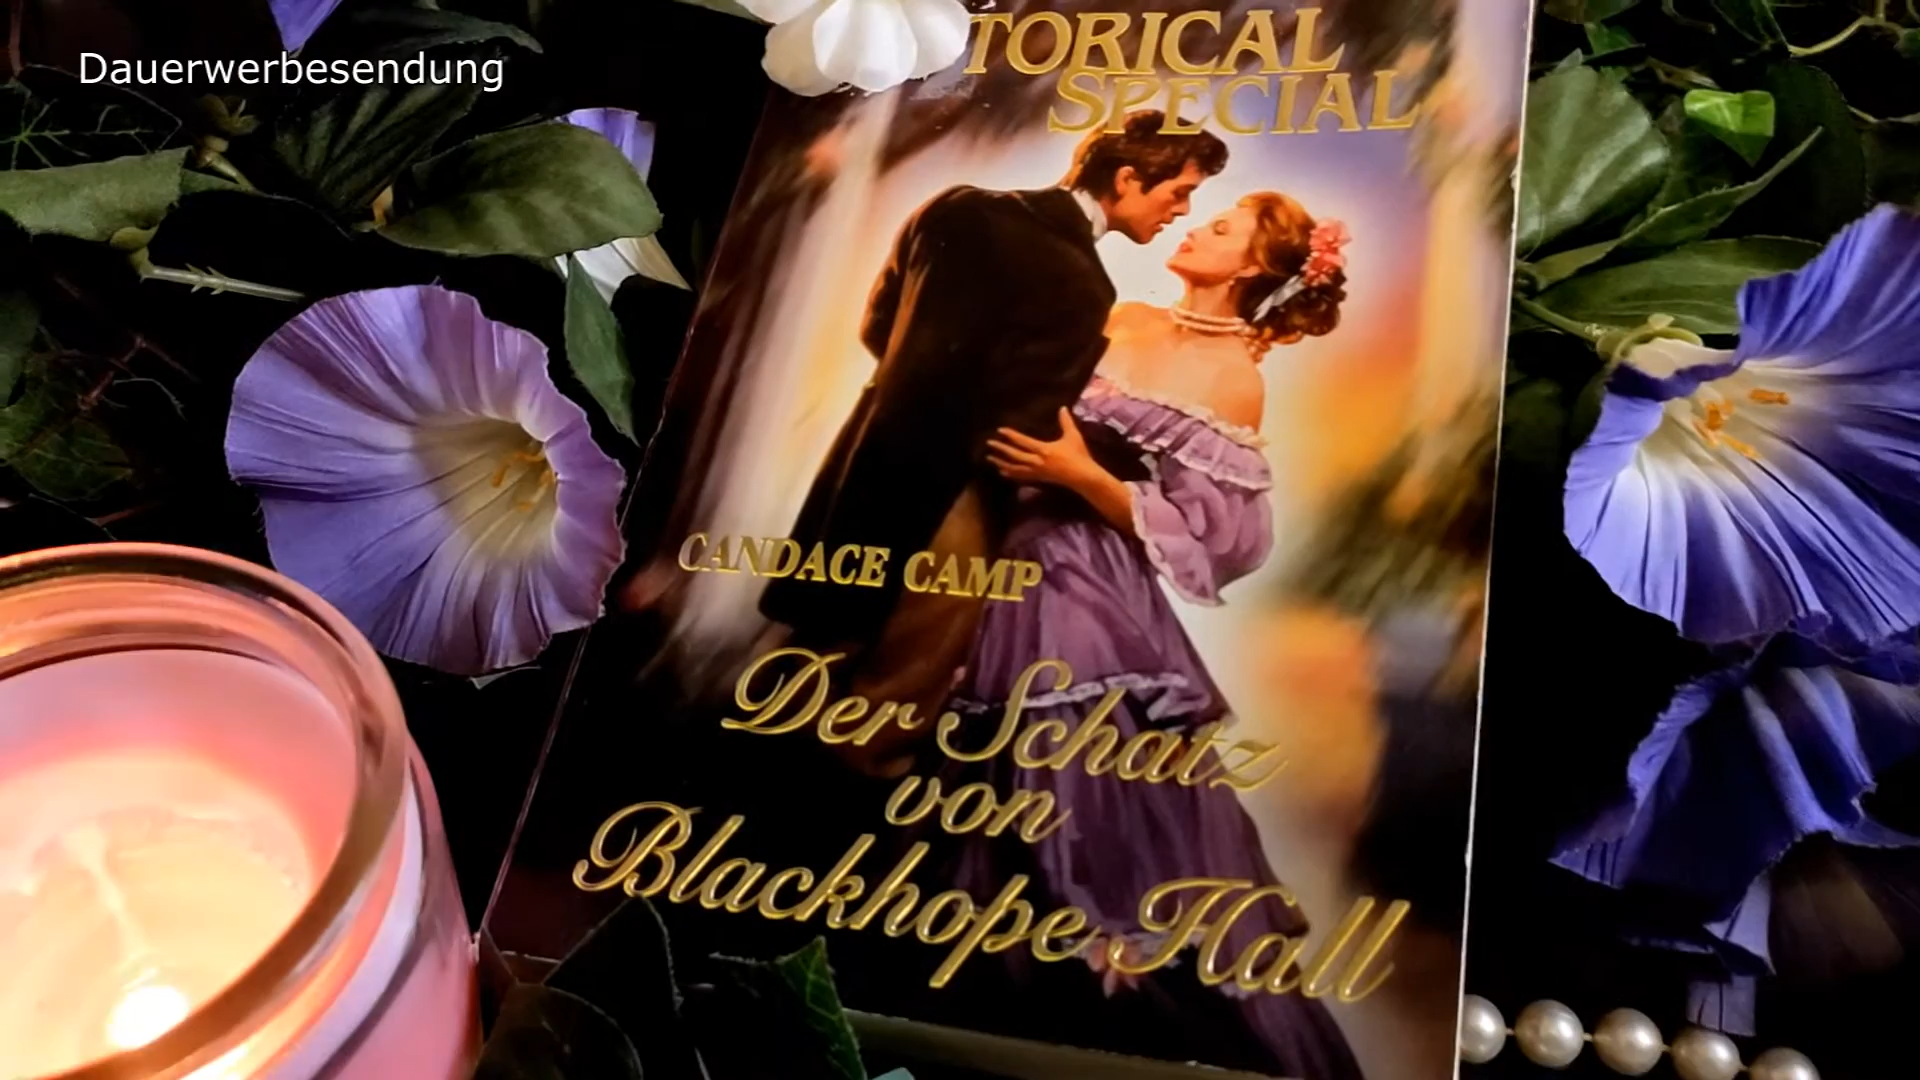 Dauerwerbesendung
TORICAL
SPECIAL
CANDACE CAMP
Der Schatz
von
Blackhope Hall